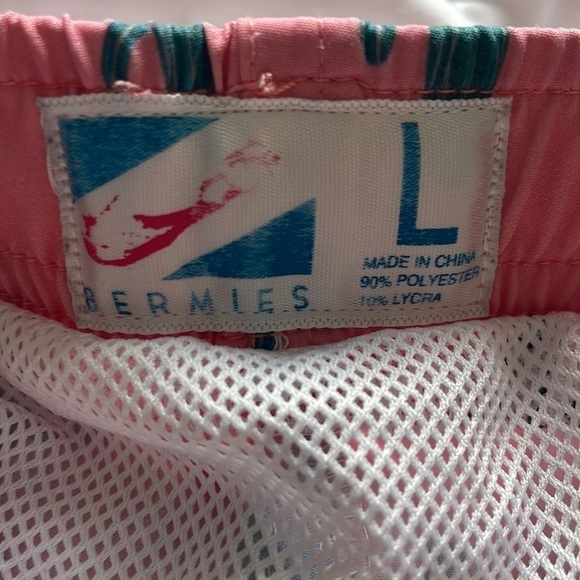 L
MADE IN CHINA
90% POLYESTER
10% LYCRA
BERMIES